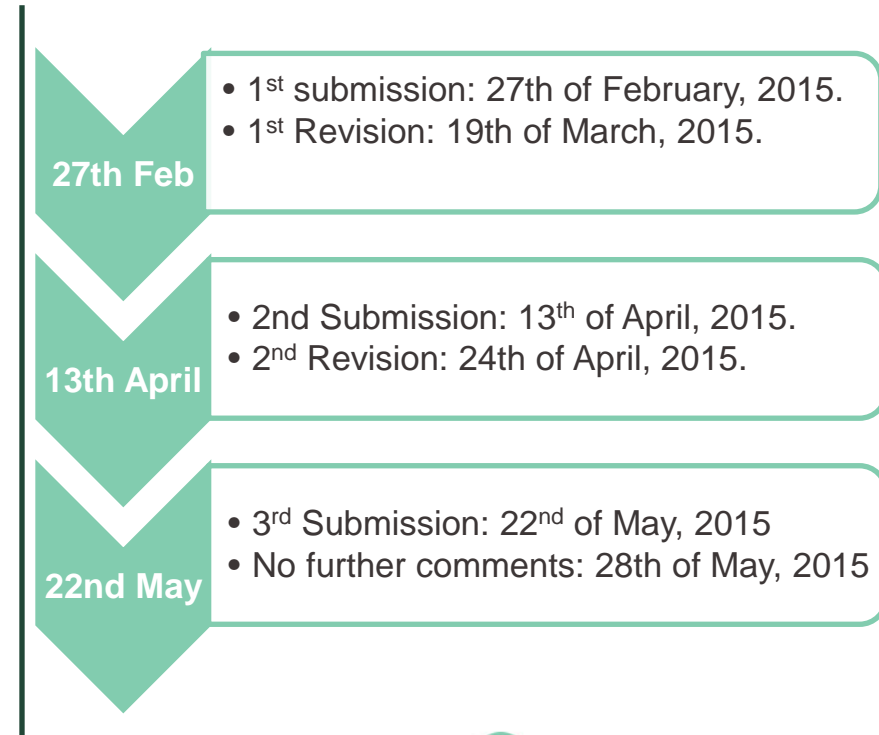 27th Feb
• 1st submission: 27th of February, 2015.
• 1st Revision: 19th of March, 2015.
13th April
• 2nd Submission: 13th of April, 2015.
• 2nd Revision: 24th of April, 2015.
22nd May
• 3rd Submission: 22nd of May, 2015
• No further comments: 28th of May, 2015